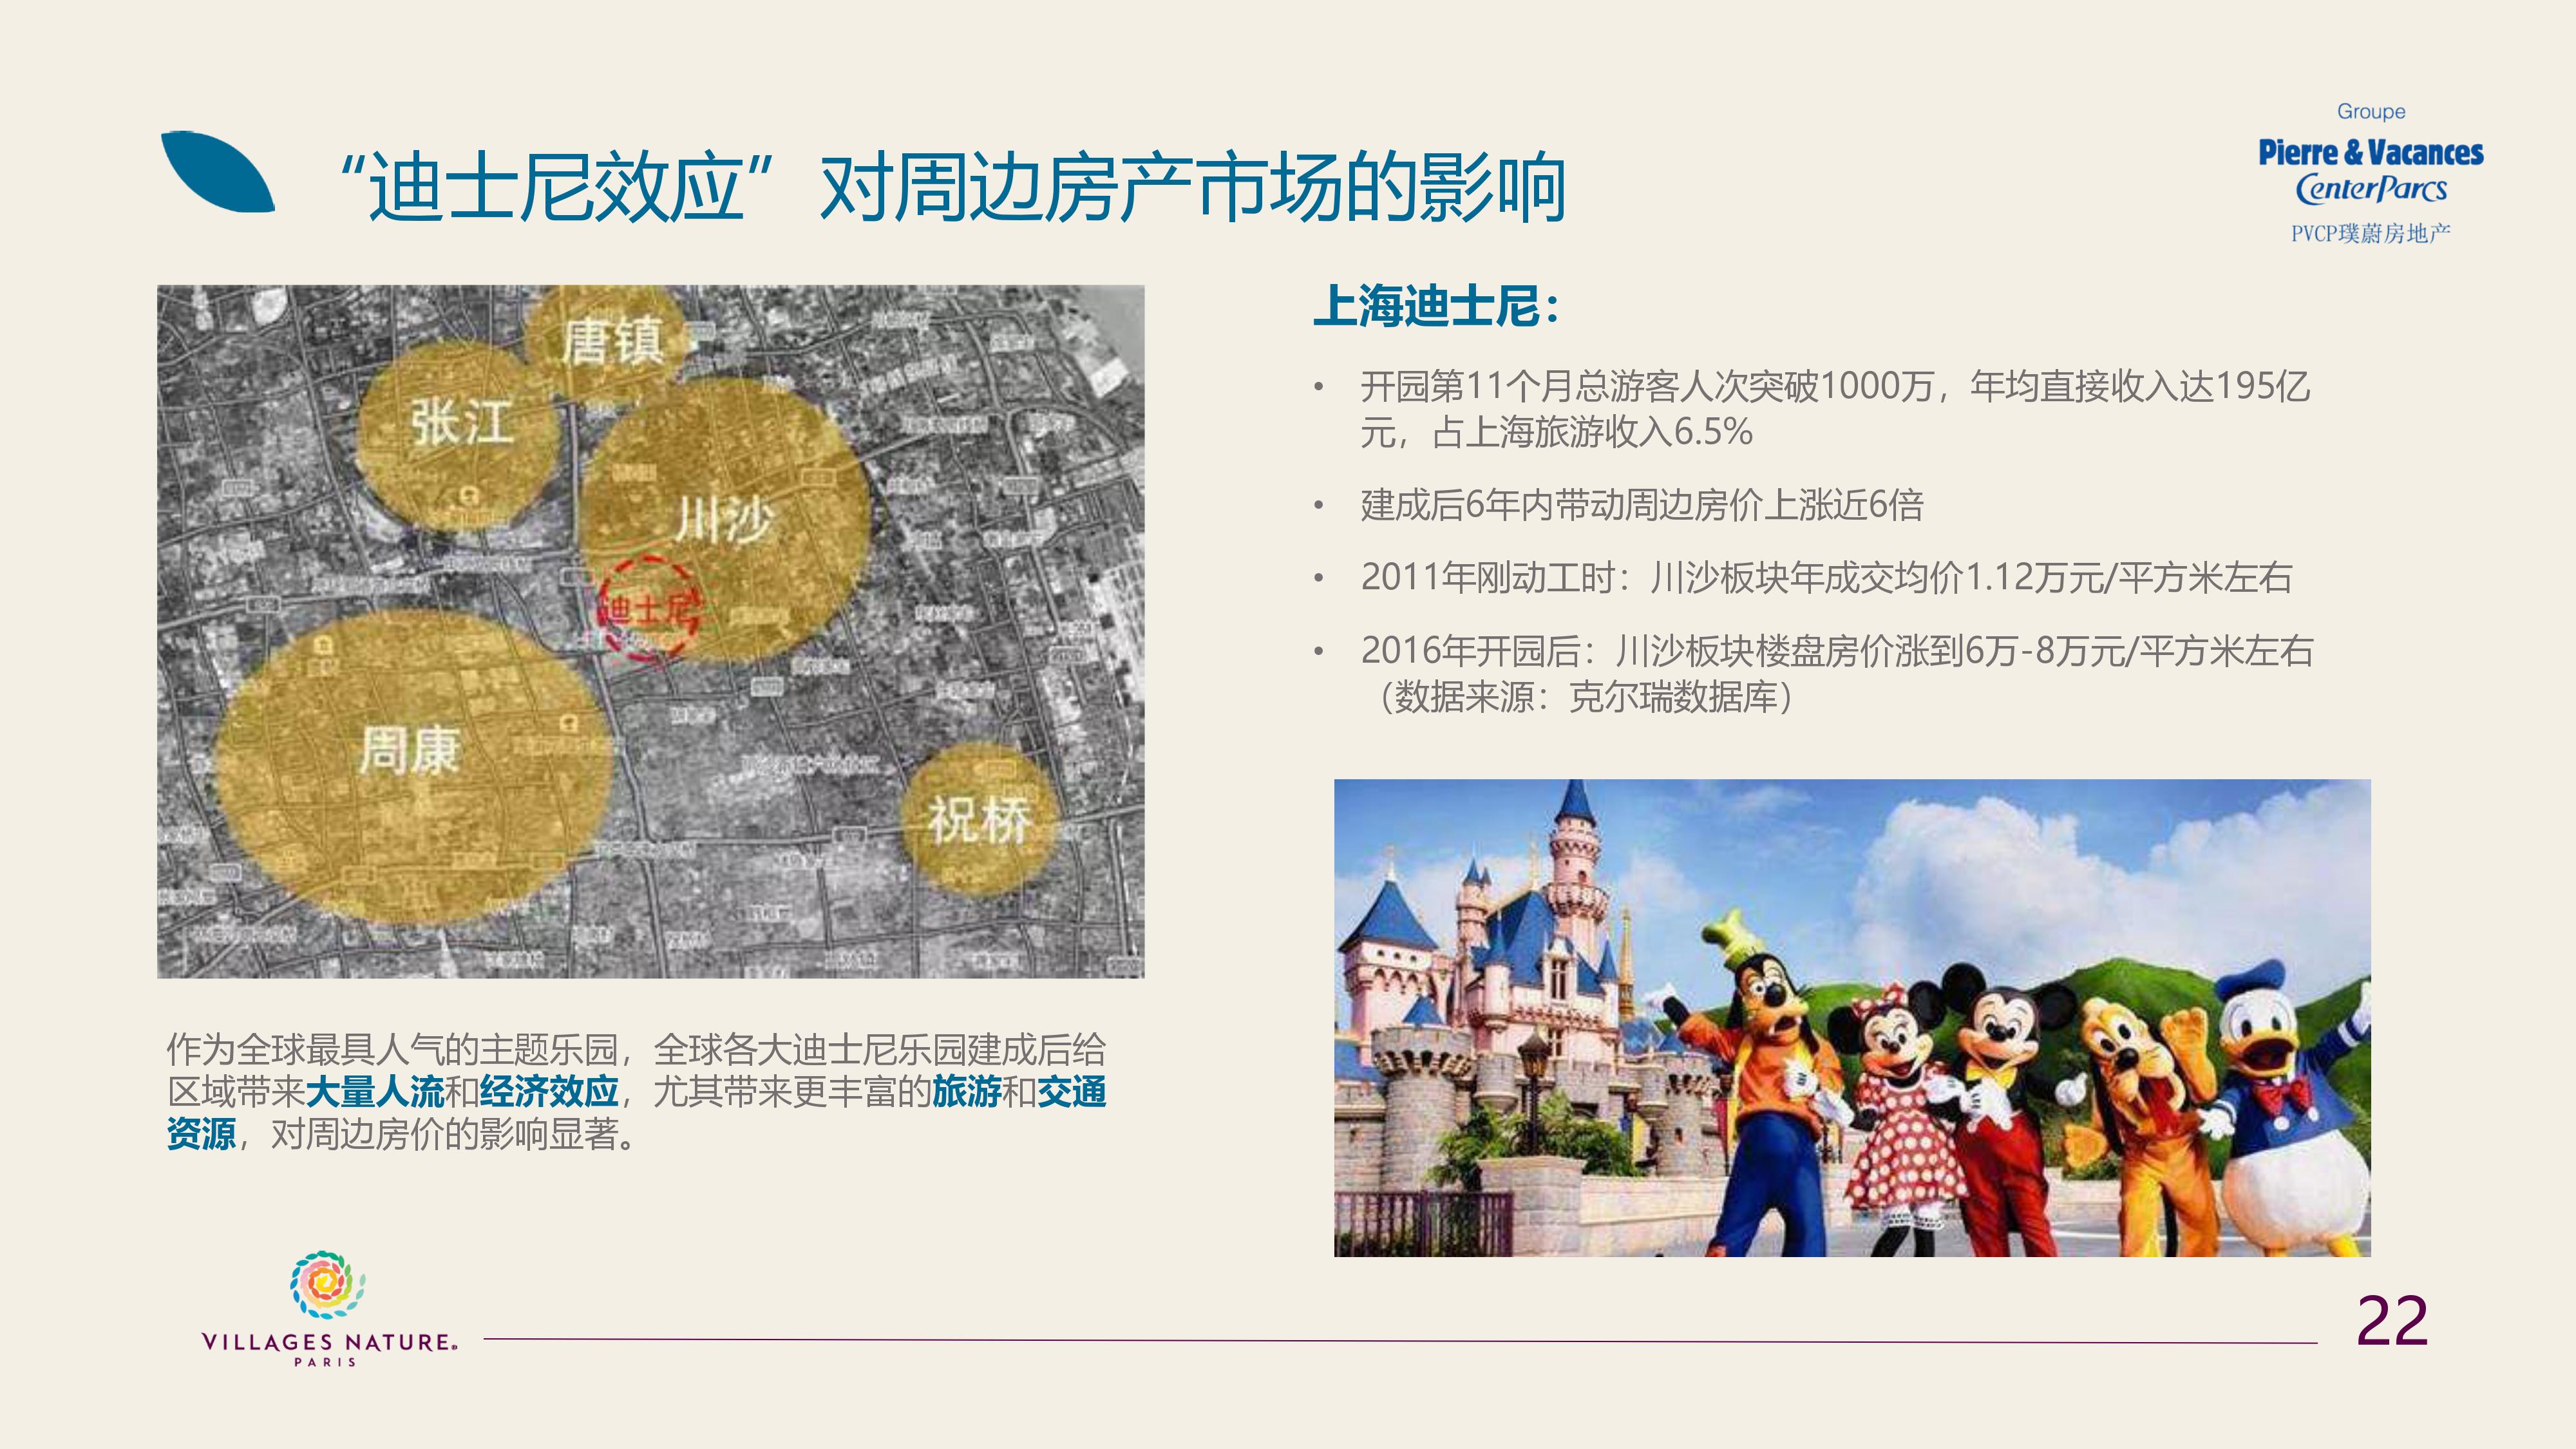 “迪士尼效应”对周边房产市场的影响
Groupe
Pierre & Vacances
CenterParcs
PVCP璞蔚房地产
唐镇
张江
川沙
迪士尼
周康
祝桥
上海迪士尼：
• 开园第11个月总游客人次突破1000万，年均直接收入达195亿
元，占上海旅游收入6.5%
• 建成后6年内带动周边房价上涨近6倍
• 2011年刚动工时：川沙板块年成交均价1.12万元/平方米左右
• 2016年开园后：川沙板块楼盘房价涨到6万-8万元/平方米左右
（数据来源：克尔瑞数据库）
作为全球最具人气的主题乐园，全球各大迪士尼乐园建成后给
区域带来大量人流和经济效应，尤其带来更丰富的旅游和交通
资源，对周边房价的影响显著。
VILLAGES NATURE®
PARIS
22